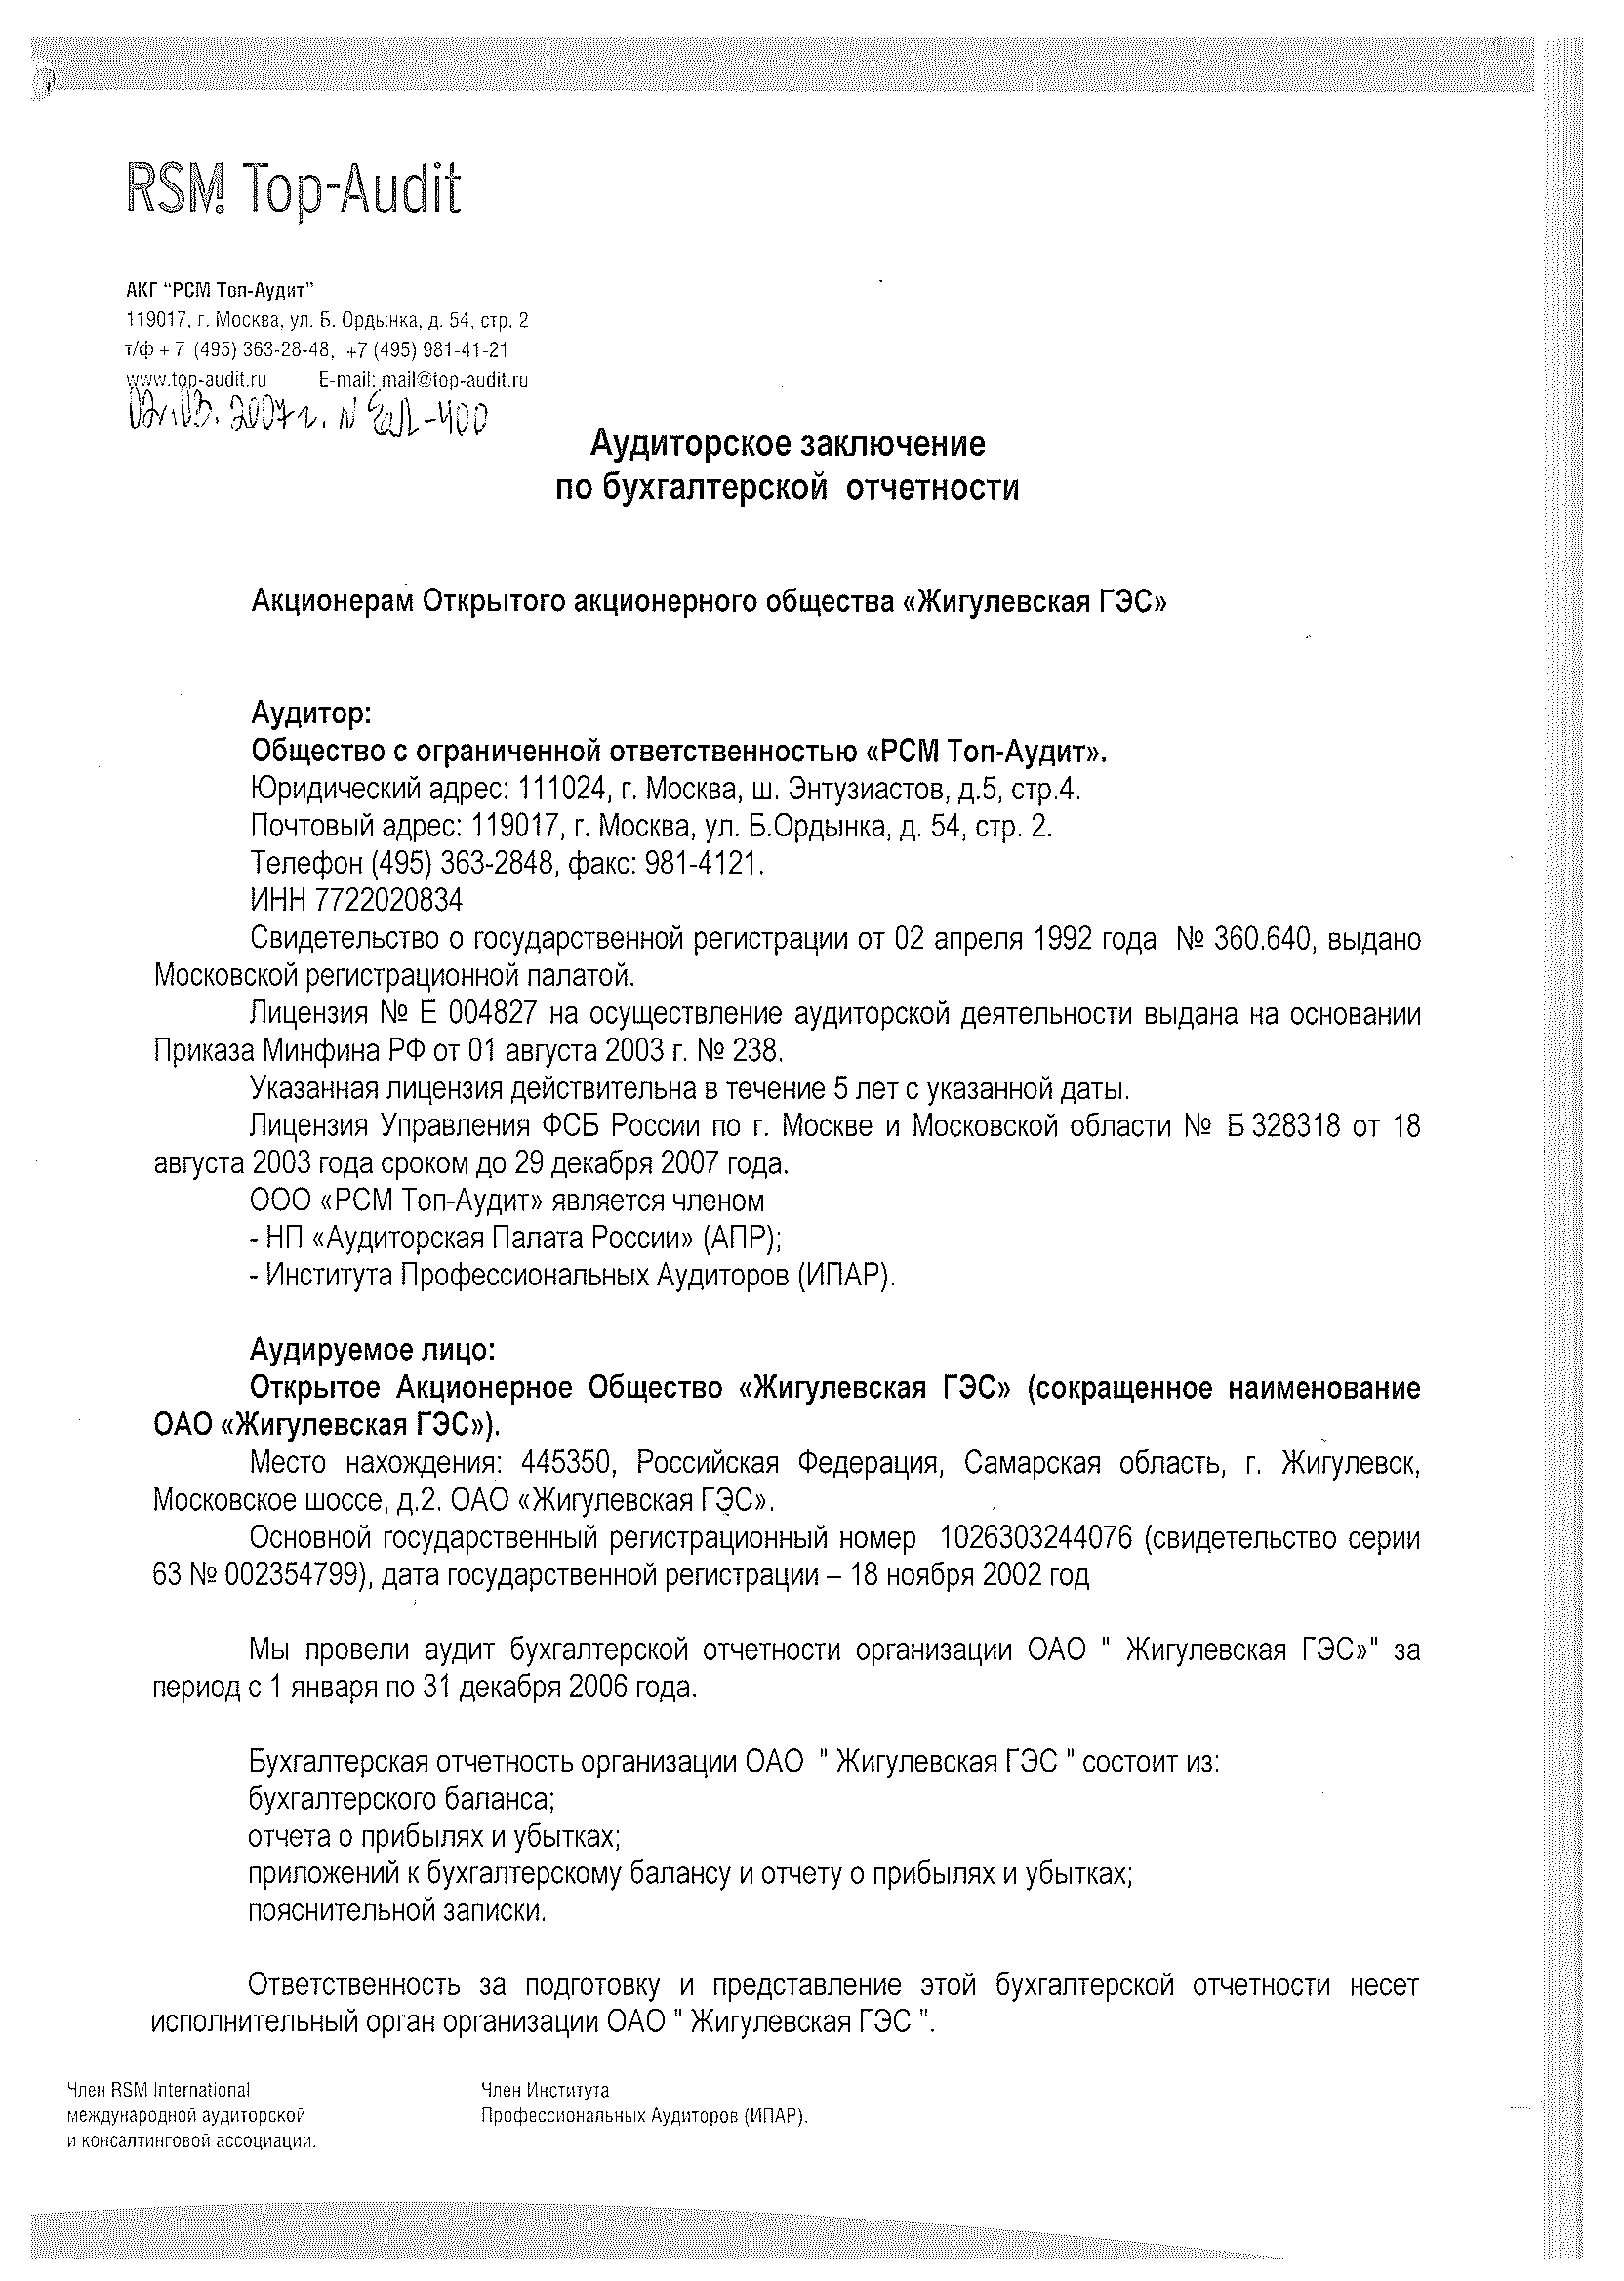 RSM Top-Audit
АКГ "РСМ Топ-Аудит"
119017, г. Москва, ул. Б. Ордынка, д. 54, стр. 2
т/ф + 7 (495) 363-28-48, +7 (495) 981-41-21
www.top-audit.ru E-mail: mail@top-audit.ru
02.03.2007г. N
Аудиторское заключение
по бухгалтерской отчетности
Акционерам Открытого акционерного общества «Жигулевская ГЭС»
Аудитор:
Общество с ограниченной ответственностью «РСМ Топ-Аудит».
Юридический адрес: 111024, г. Москва, ш. Энтузиастов, д.5, стр.4.
Почтовый адрес: 119017, г. Москва, ул. Б.Ордынка, д. 54, стр. 2.
Телефон (495) 363-2848, факс: 981-4121.
ИНН 7722020834
Свидетельство о государственной регистрации от 02 апреля 1992 года № 360.640, выдано
Московской регистрационной палатой.
Лицензия № Е 004827 на осуществление аудиторской деятельности выдана на основании
Приказа Минфина РФ от 01 августа 2003 г. № 238.
Указанная лицензия действительна в течение 5 лет с указанной даты.
Лицензия Управления ФСБ России по г. Москве и Московской области № Б 328318 от 18
августа 2003 года сроком до 29 декабря 2007 года.
ООО «РСМ Топ-Аудит» является членом
- НП «Аудиторская Палата России» (АПР);
- Института Профессиональных Аудиторов (ИПАР).
Аудируемое лицо:
Открытое Акционерное Общество «Жигулевская ГЭС» (сокращенное наименование
ОАО «Жигулевская ГЭС»).
Место нахождения: 445350, Российская Федерация, Самарская область, г. Жигулевск,
Московское шоссе, д.2. ОАО «Жигулевская ГЭС».
Основной государственный регистрационный номер 1026303244076 (свидетельство серии
63 № 002354799), дата государственной регистрации – 18 ноября 2002 год
Мы провели аудит бухгалтерской отчетности организации ОАО " Жигулевская ГЭС»" за
период с 1 января по 31 декабря 2006 года.
Бухгалтерская отчетность организации ОАО " Жигулевская ГЭС " состоит из:
бухгалтерского баланса;
отчета о прибылях и убытках;
приложений к бухгалтерскому балансу и отчету о прибылях и убытках;
пояснительной записки.
Ответственность за подготовку и представление этой бухгалтерской отчетности несет
исполнительный орган организации ОАО " Жигулевская ГЭС ".
Член RSM International
международной аудиторской
и консалтинговой ассоциации.
Член Института
Профессиональных Аудиторов (ИПАР).